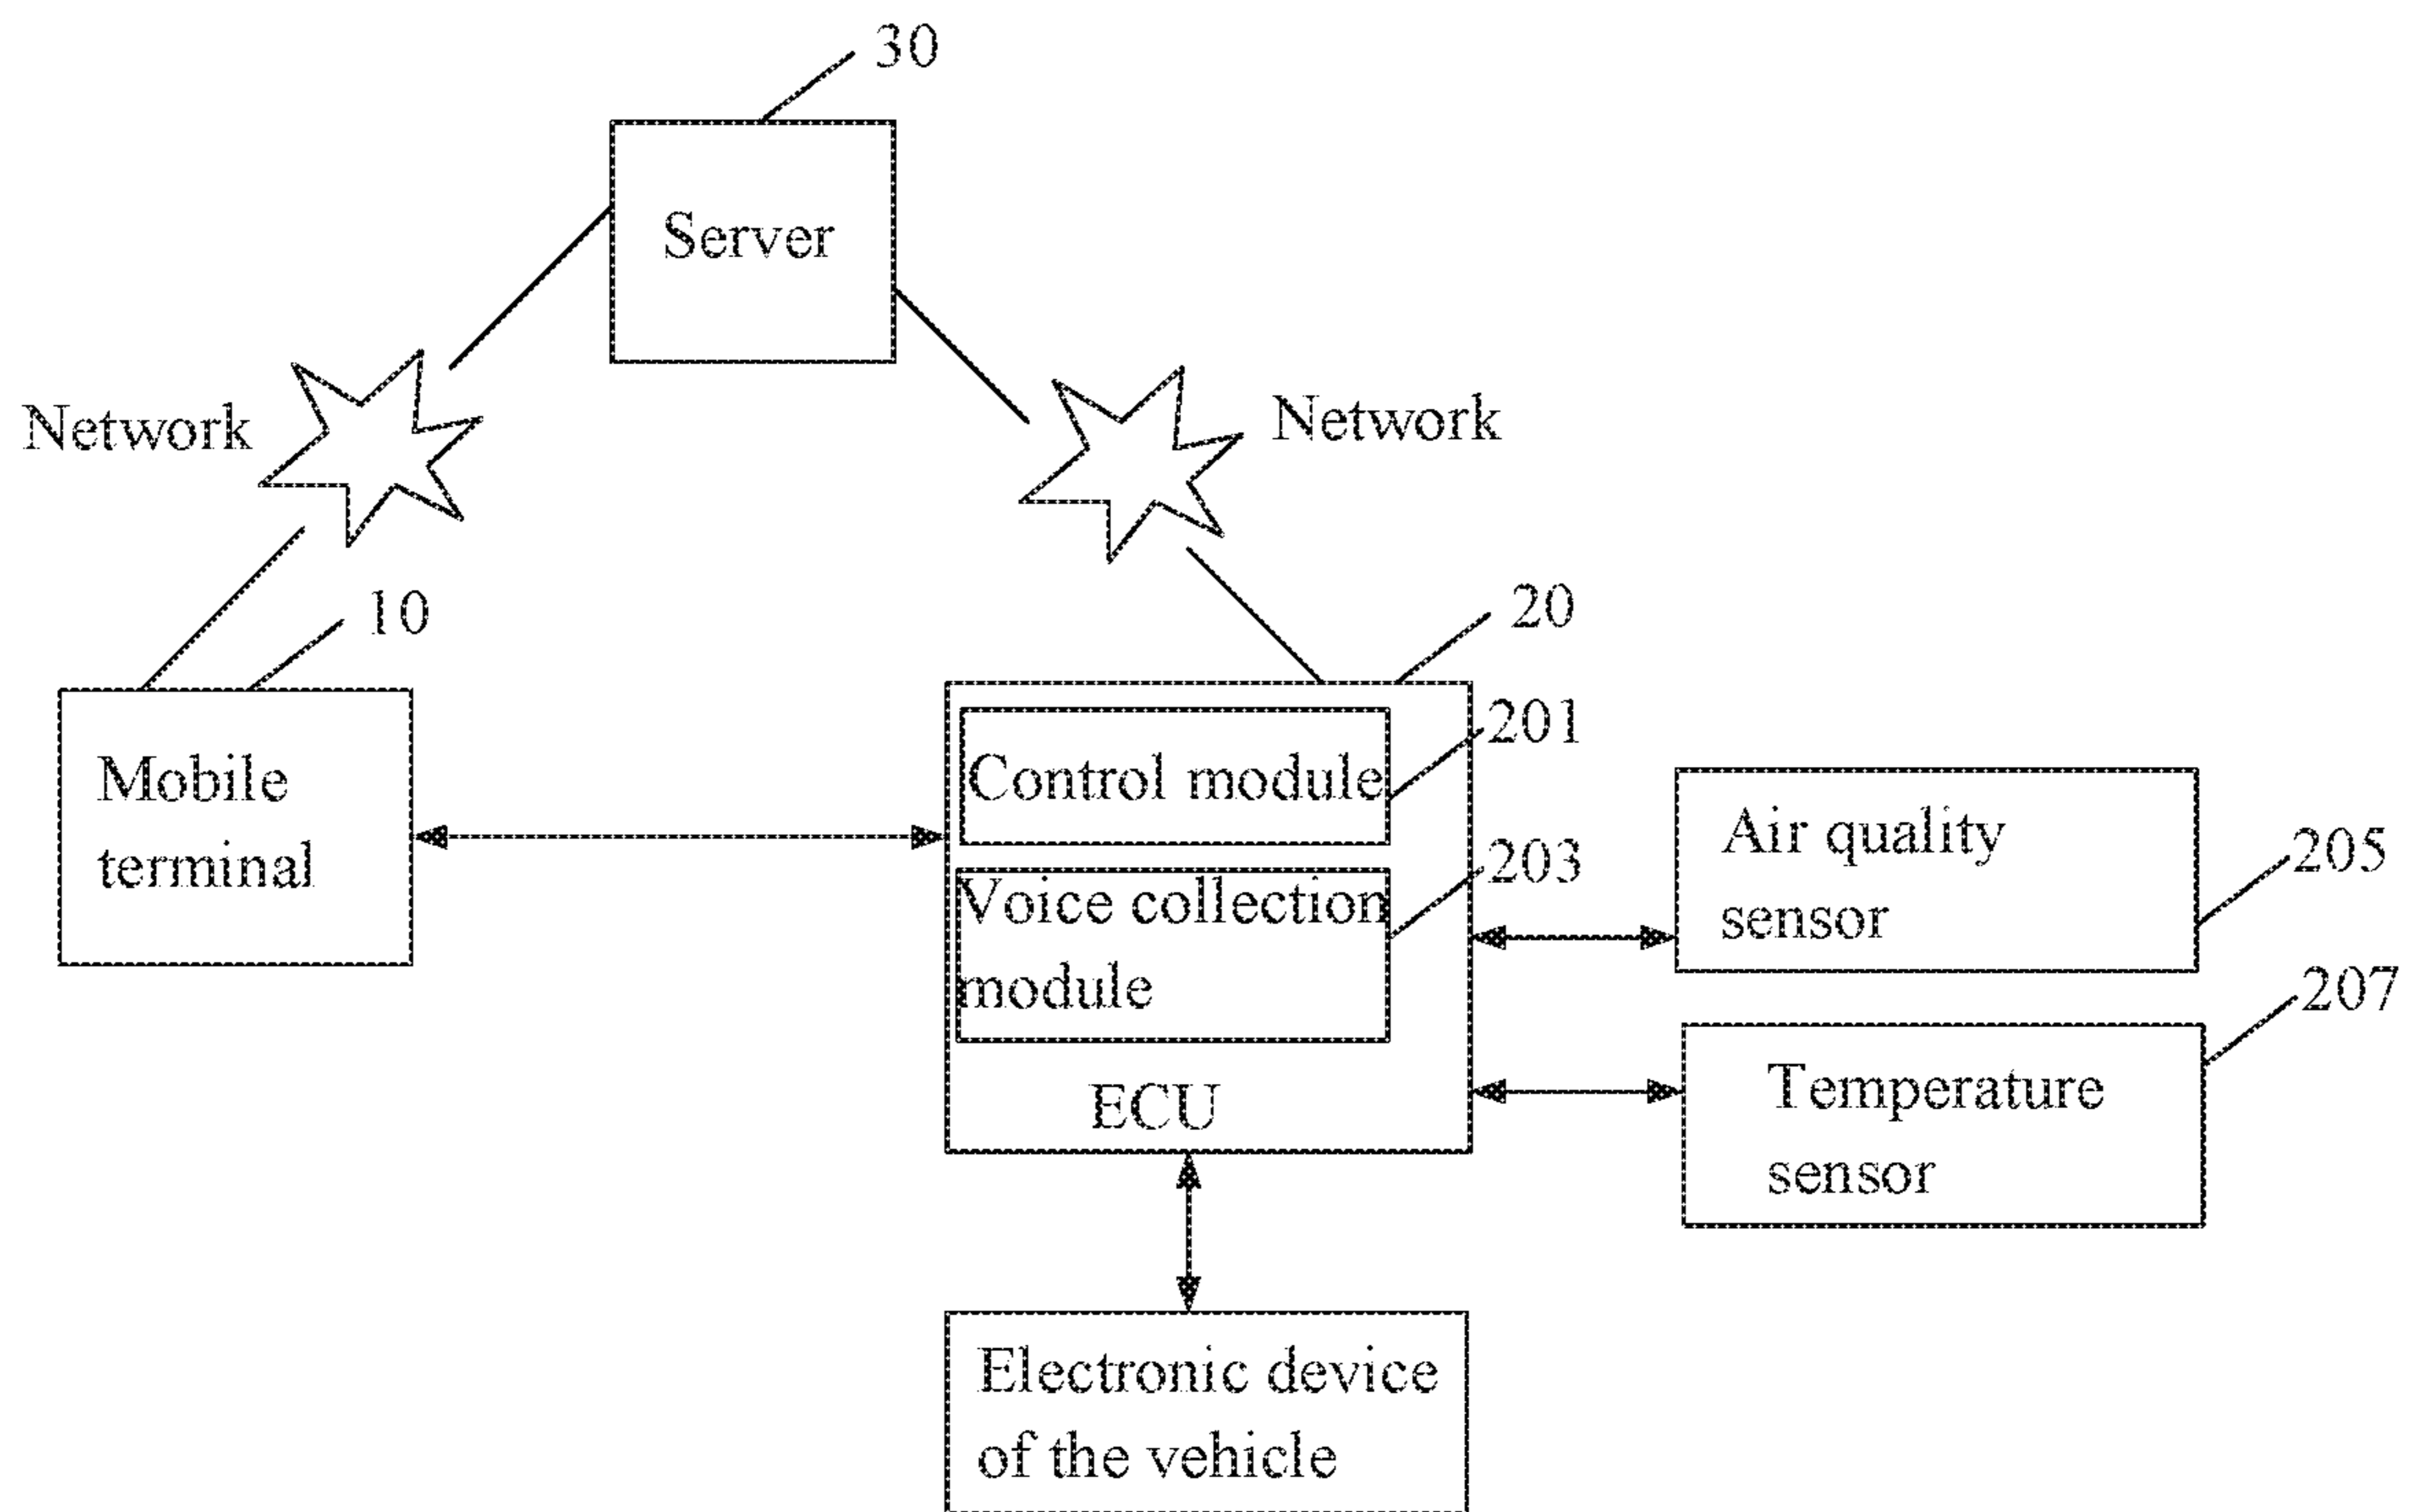 30
Server
Network
Network
10
20
Mobile
terminal
Control module
201
Voice collection
module
203
ECU
Air quality
sensor
205
Temperature
sensor
207
Electronic device
of the vehicle